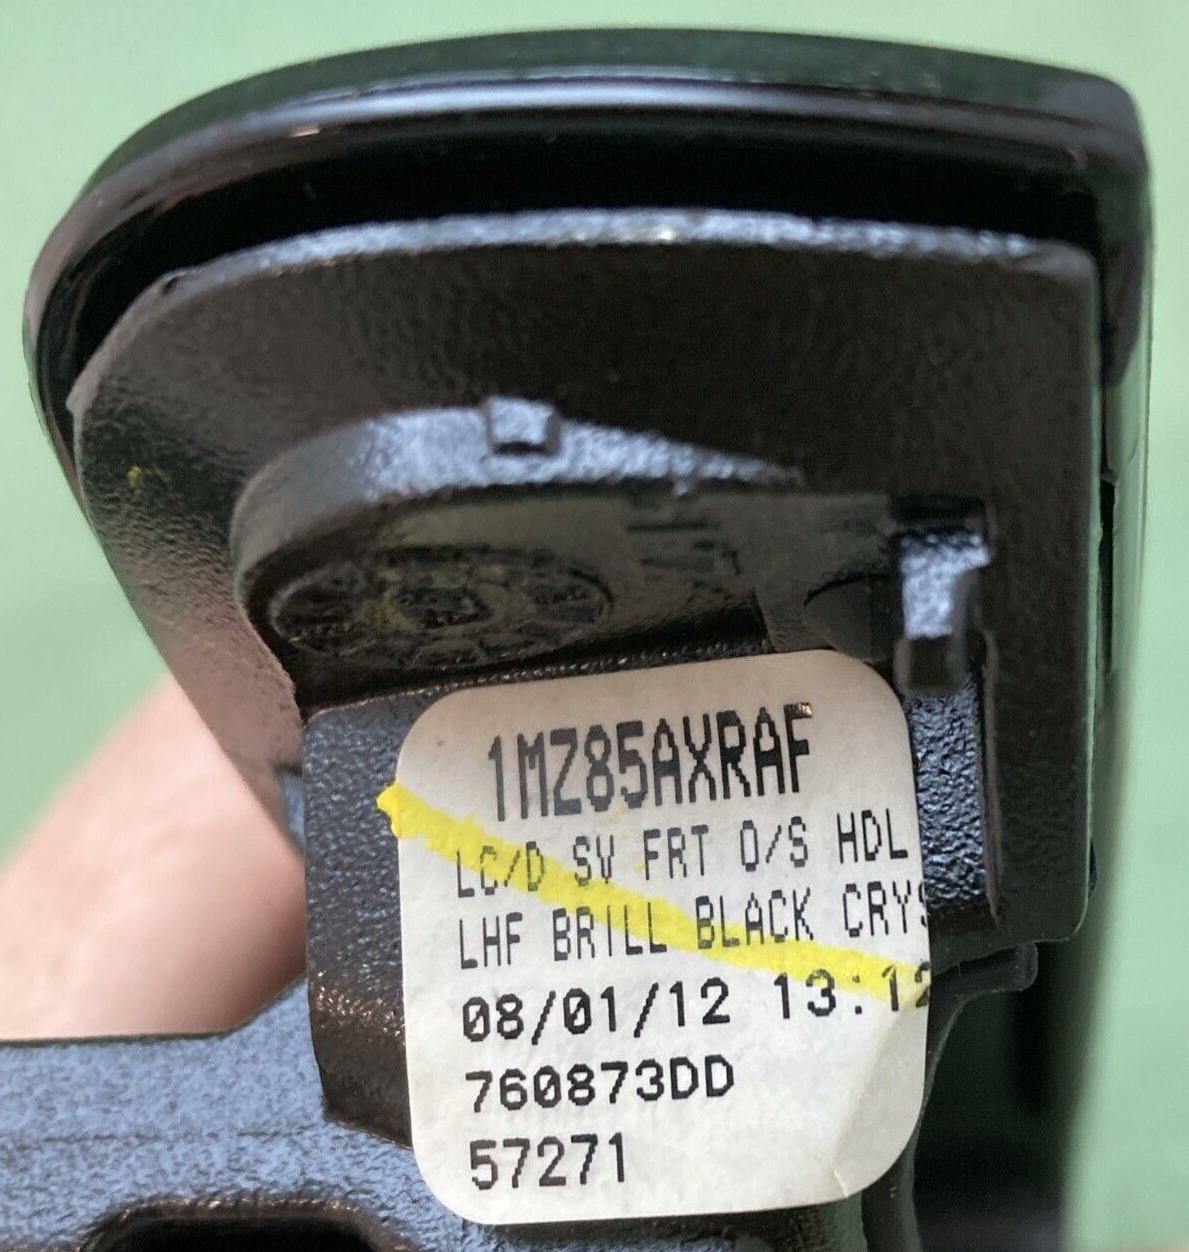 1MZ85AXRAF
LC/D SV FRT O/S HDL
LHF BRILL BLACK CRYS
08/01/12 13:12
760873DD
57271